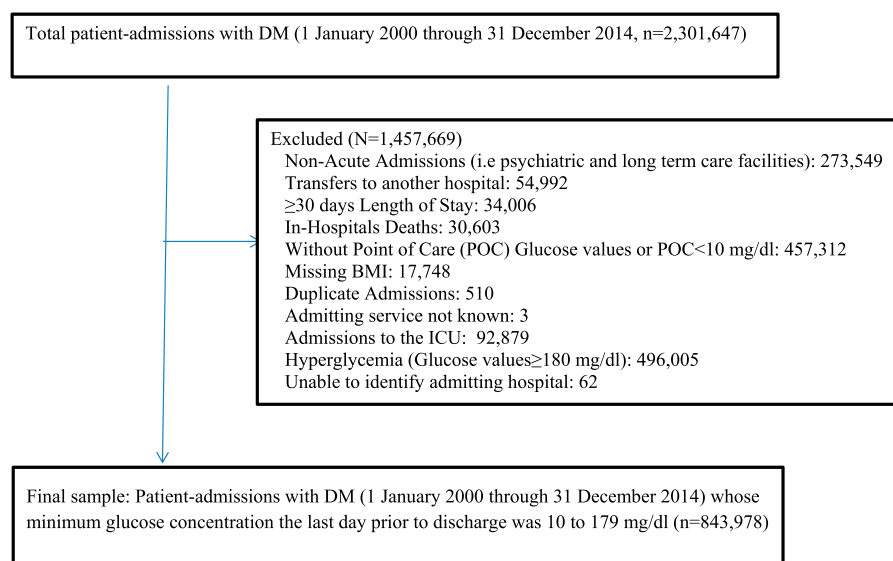 Total patient-admissions with DM (1 January 2000 through 31 December 2014, n=2,301,647)
Excluded (N=1,457,669)
Non-Acute Admissions (i.e psychiatric and long term care facilities): 273,549
Transfers to another hospital: 54,992
≥30 days Length of Stay: 34,006
In-Hospitals Deaths: 30,603
Without Point of Care (POC) Glucose values or POC<10 mg/dl: 457,312
Missing BMI: 17,748
Duplicate Admissions: 510
Admitting service not known: 3
Admissions to the ICU: 92,879
Hyperglycemia (Glucose values≥180 mg/dl): 496,005
Unable to identify admitting hospital: 62
Final sample: Patient-admissions with DM (1 January 2000 through 31 December 2014) whose
minimum glucose concentration the last day prior to discharge was 10 to 179 mg/dl (n=843,978)